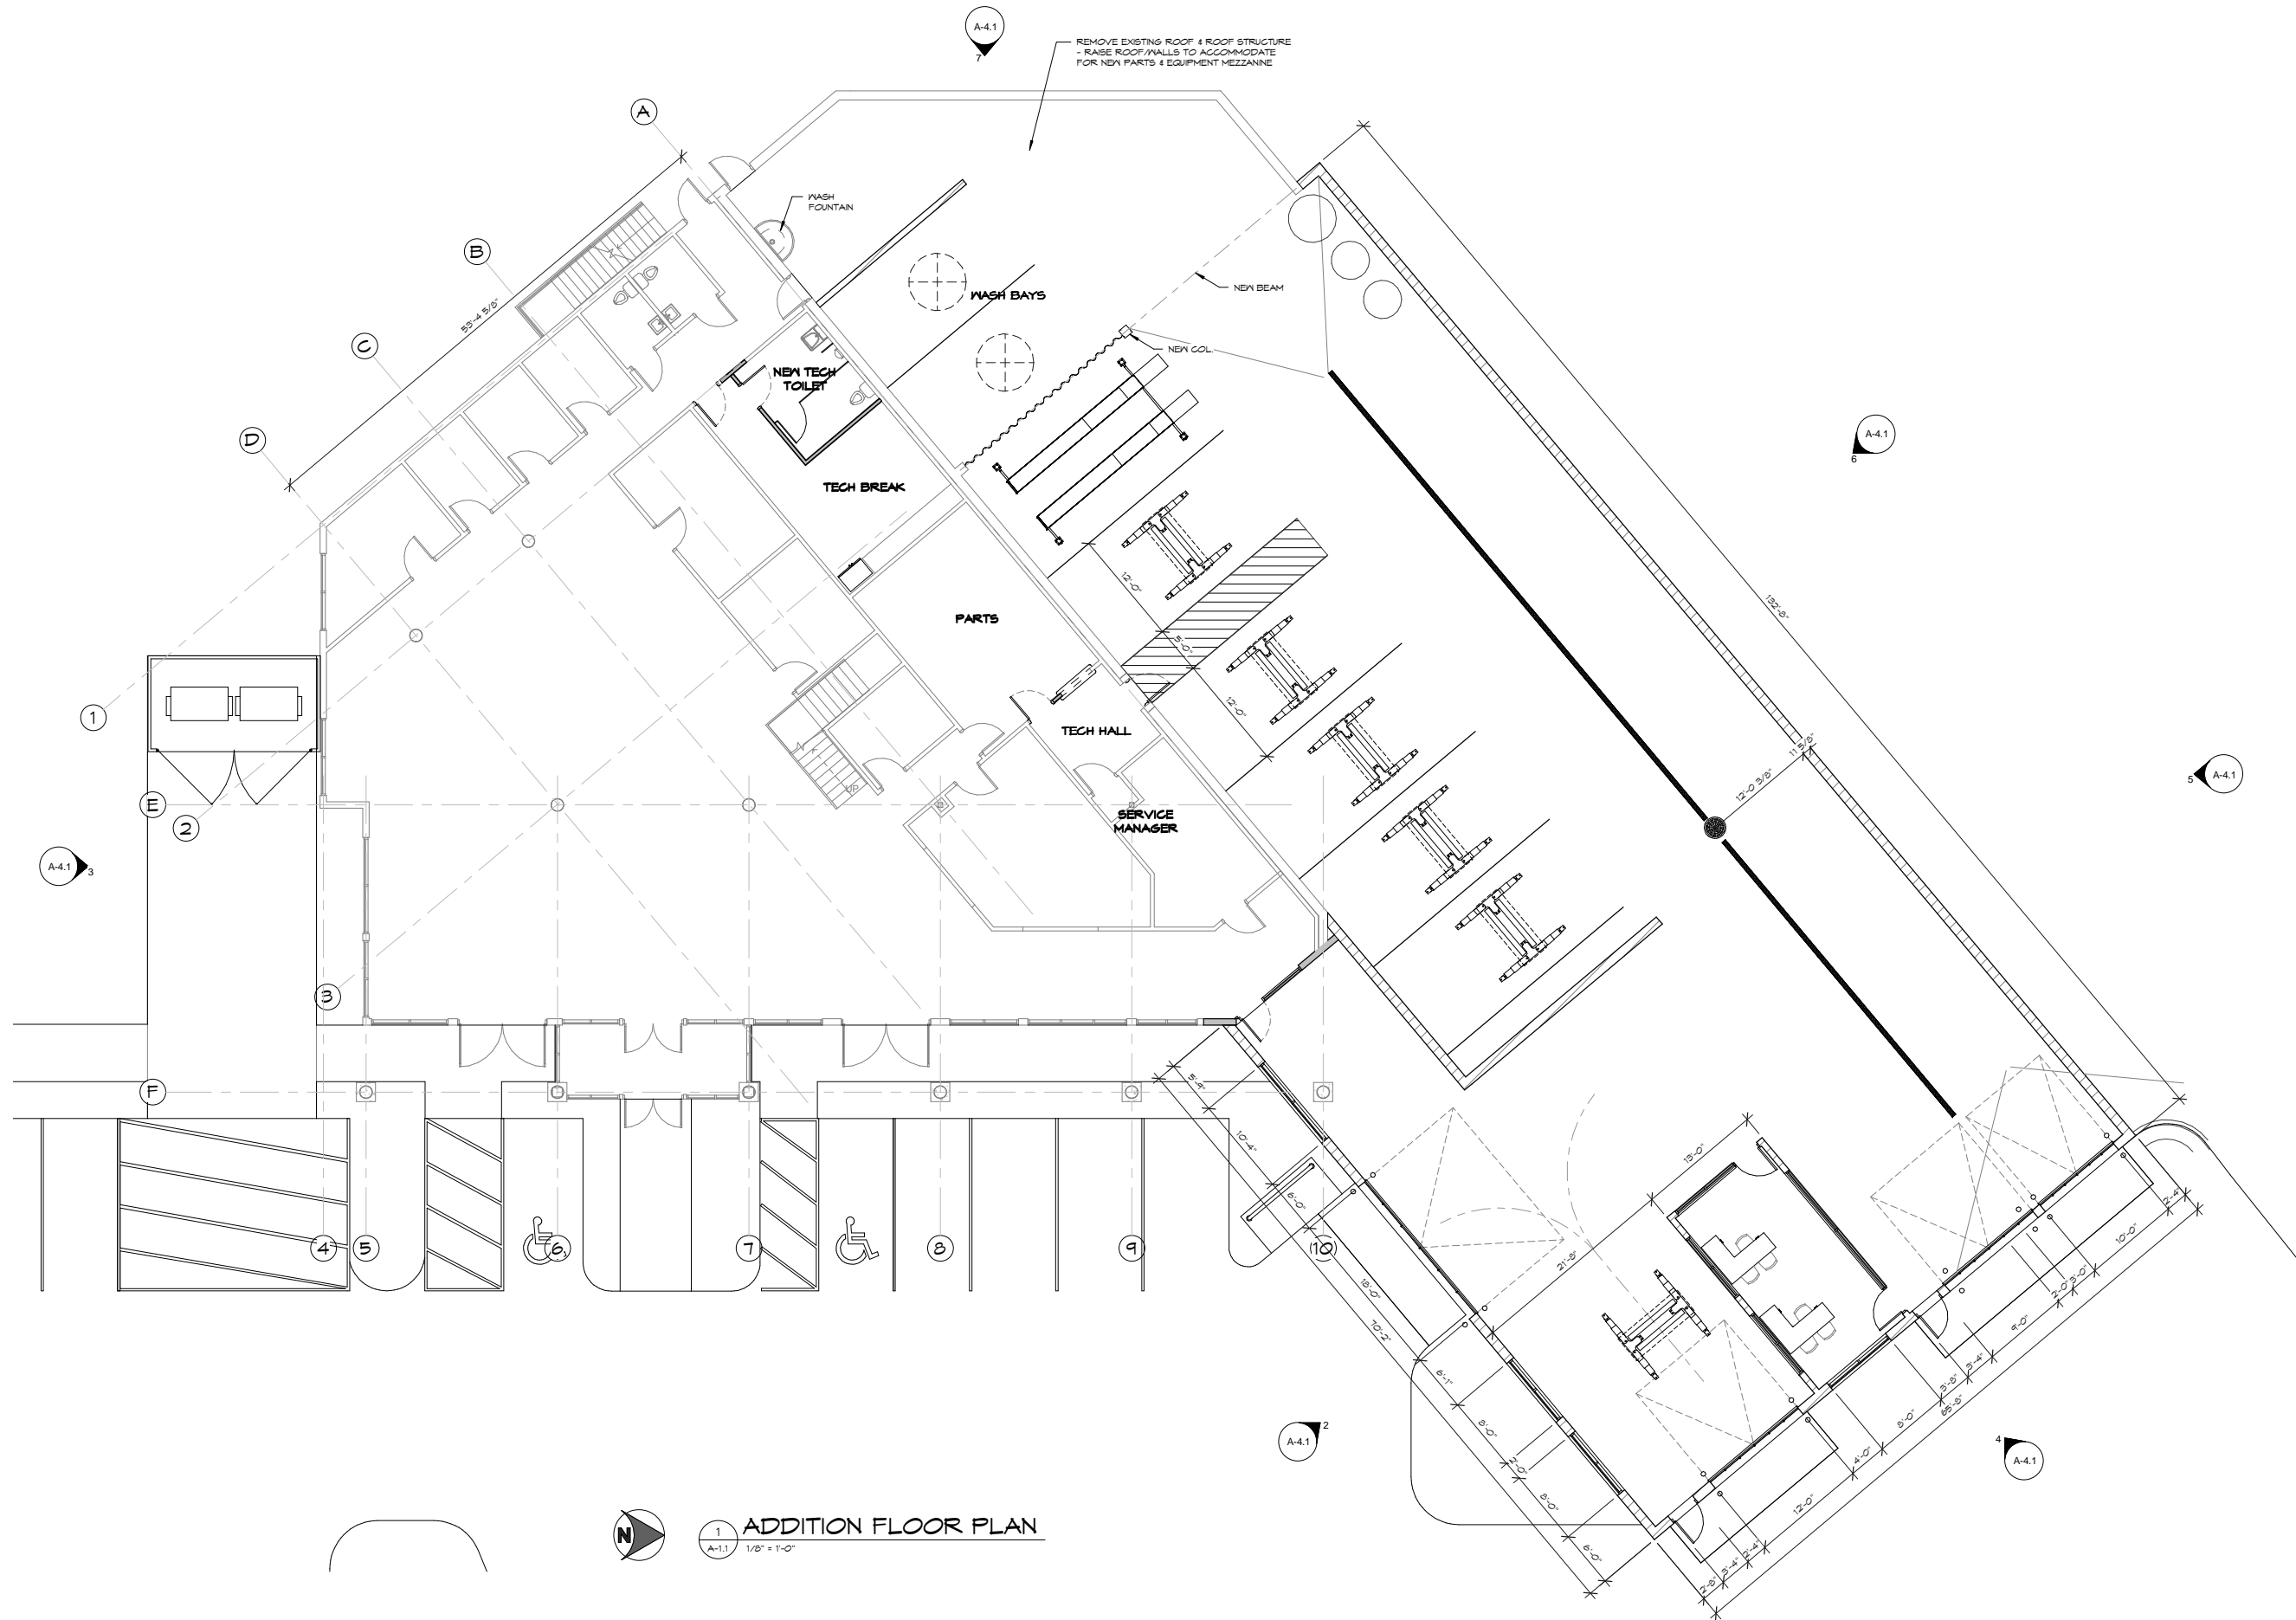 A-4.1
7
REMOVE EXISTING ROOF & ROOF STRUCTURE
- RAISE ROOF/WALLS TO ACCOMMODATE
FOR NEW PARTS & EQUIPMENT MEZZANINE
A
WASH
FOUNTAIN
B
53'-4 5/8"
WASH BAYS
NEW BEAM
C
NEW COL.
NEW TECH
TOILET
D
A-4.1
6
TECH BREAK
12'-0"
132'-8"
PARTS
5'-0"
12'-0"
1
TECH HALL
11 5/8"
A-4.1
5
12'-0 3/8"
UP
E
2
SERVICE
MANAGER
A-4.1
3
3
F
5'-4"
10'-4"
13'-0"
6'-0"
2'-4"
4
5
6
7
8
9
10
21'-8"
10'-0"
18'-0"
2'-0"
3'-0"
70'-2"
9'-0"
6'-1"
3'-4"
3'-8"
65'-8"
8'-0"
8'-0"
A-4.1
2
4'-0"
A-4.1
4
2'-0"
8'-0"
12'-0"
6'-0"
2'-4"
3'-4"
2'-8"
N
1
A-1.1
ADDITION FLOOR PLAN
1/8" = 1'-0"